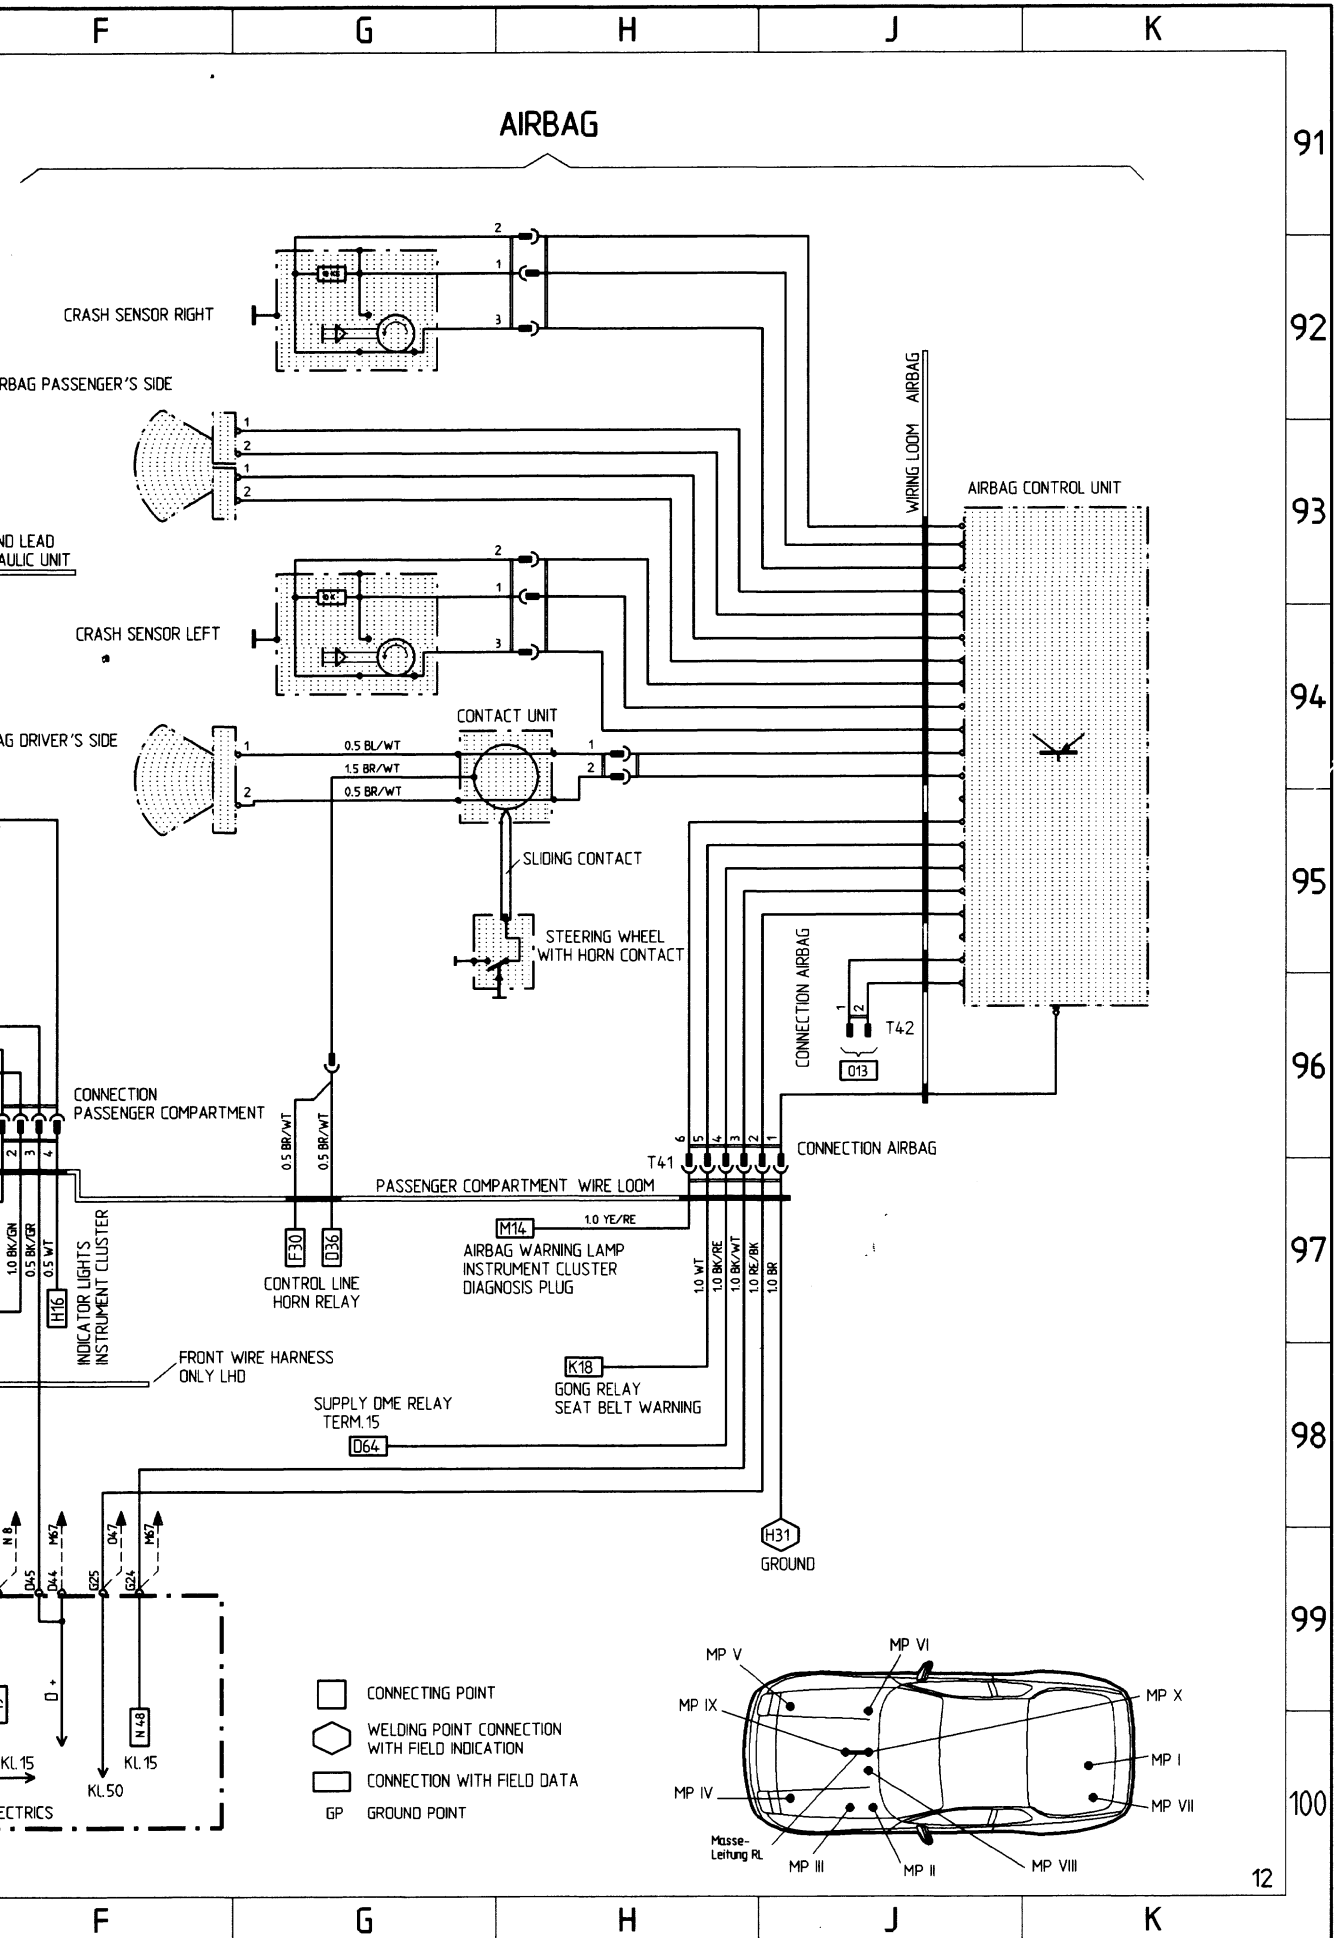 F G H J K
AIRBAG
91
2
1
CRASH SENSOR RIGHT
3
92
RBAG PASSENGER'S SIDE
WIRING LOOM AIRBAG
1
2
1
2
AIRBAG CONTROL UNIT
93
ND LEAD
AULIC UNIT
2
1
CRASH SENSOR LEFT
3
94
CONTACT UNIT
AG DRIVER'S SIDE
1
0.5 BL/WT
1
1.5 BR/WT
2
2
0.5 BR/WT
SLIDING CONTACT
95
STEERING WHEEL
WITH HORN CONTACT
CONNECTION AIRBAG
1
2
T42
013
96
CONNECTION
PASSENGER COMPARTMENT
0.5 BR/WT
0.5 BR/WT
2
3
4
6
5
4
3
2
1
CONNECTION AIRBAG
T41
PASSENGER COMPARTMENT WIRE LOOM
1.0 BK/GN
0.5 BK/GR
0.5 WT
H16
INDICATOR LIGHTS
INSTRUMENT CLUSTER
F30
D36
CONTROL LINE
HORN RELAY
M14
1.0 YE/RE
AIRBAG WARNING LAMP
INSTRUMENT CLUSTER
DIAGNOSIS PLUG
1.0 WT
1.0 BK/RE
1.0 BK/WT
1.0 RE/BK
1.0 BR
97
FRONT WIRE HARNESS
ONLY LHD
K18
GONG RELAY
SEAT BELT WARNING
SUPPLY DME RELAY
TERM.15
D64
98
N 8
D45
M67
D44
O47
G25
M67
G24
H31
GROUND
99
D +
N 48
KL.15
KL.50
KL.15
ECTRICS
CONNECTING POINT
WELDING POINT CONNECTION
WITH FIELD INDICATION
CONNECTION WITH FIELD DATA
GP GROUND POINT
MP V
MP VI
MP IX
MP X
MP I
MP IV
MP VII
Masse-
Leitung RL
MP III
MP II
MP VIII
100
12
F G H J K